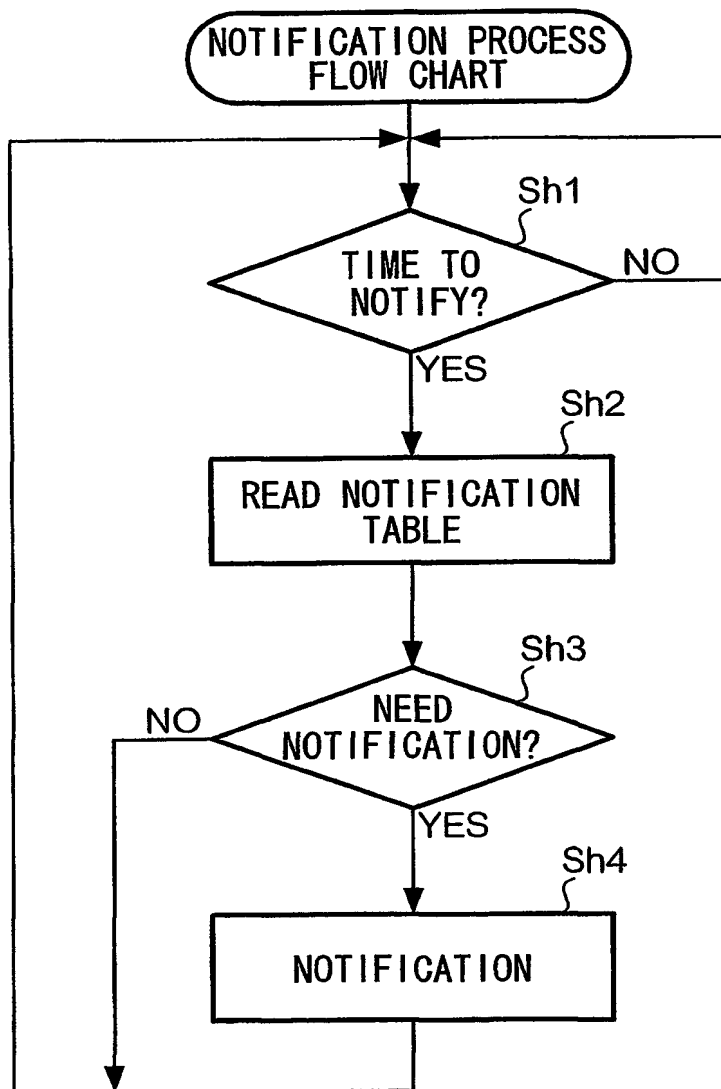 NOTIFICATION PROCESS
FLOW CHART
Sh1
TIME TO
NOTIFY?
NO
YES
Sh2
READ NOTIFICATION
TABLE
Sh3
NEED
NOTIFICATION?
NO
YES
Sh4
NOTIFICATION